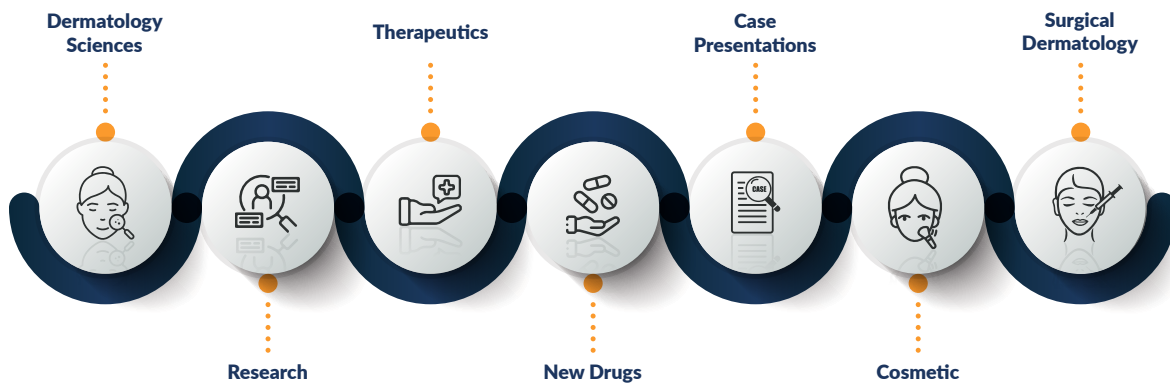 Dermatology
Sciences
Therapeutics
Case
Presentations
Surgical
Dermatology
CASE
Research
New Drugs
Cosmetic